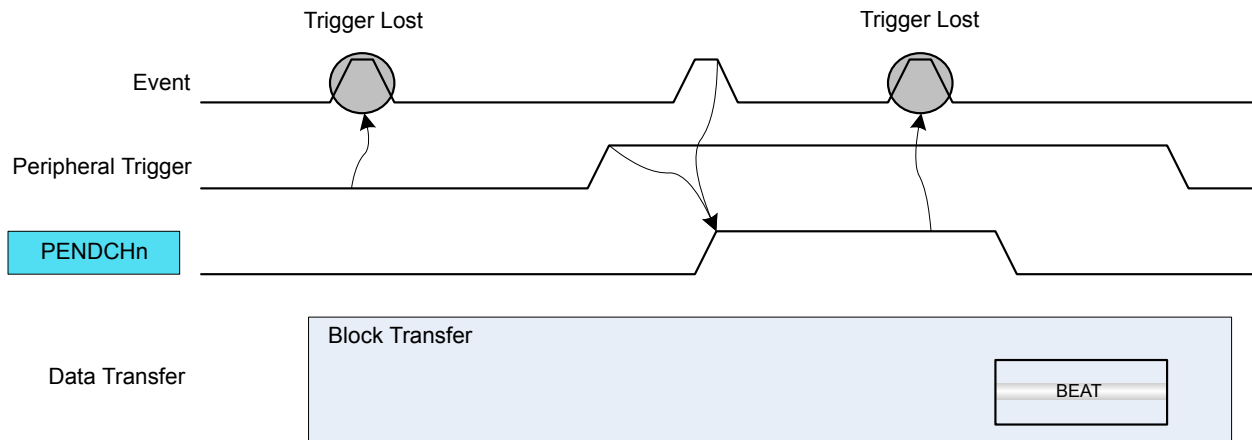 Trigger Lost
Trigger Lost
Event
Peripheral Trigger
PENDCHn
Block Transfer
Data Transfer
BEAT